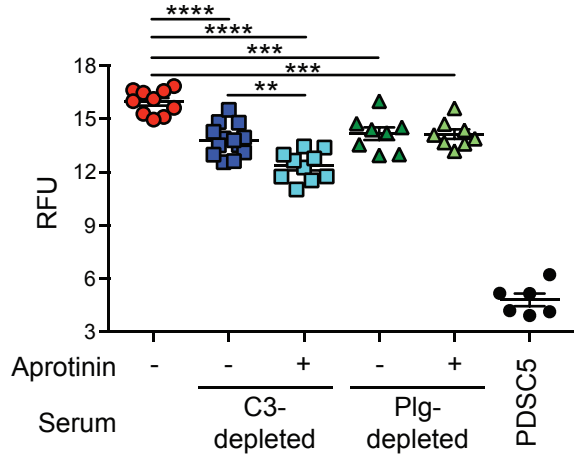 ****
****
***
***
**
18
15
12
9
6
3
RFU
Aprotinin - - + - +
Serum
C3-
depleted
Plg-
depleted
PDSC5